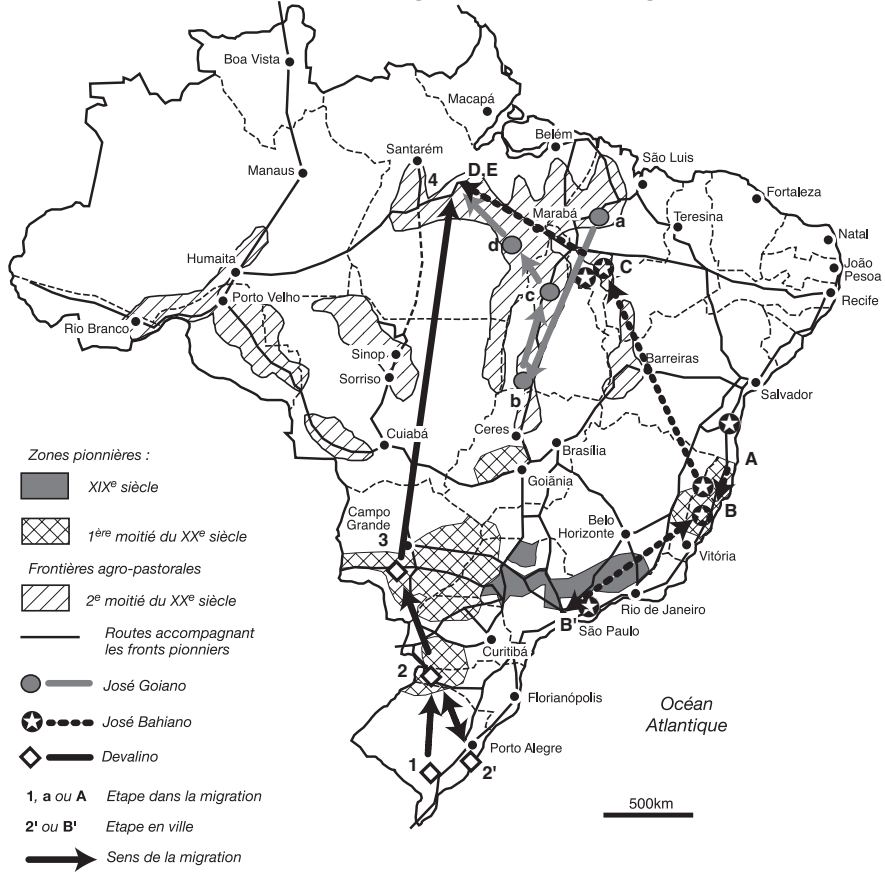 Boa Vista
Macapá
Belém
Santarém
D,E
São Luis
4
Manaus
Fortaleza
Marabá
a
Teresina
Natal
d
João
Pesoa
Humaita
C
c
Recife
Porto Velho
Rio Branco
Sinop
Barreiras
Sorriso
b
Salvador
Ceres
Cuiabá
Brasília
A
Goiânia
B
Campo
Grande
3
Belo
Horizonte
Vitória
Rio de Janeiro
B'
São Paulo
Curitibá
2
Florianópolis
Océan
Atlantique
Porto Alegre
1
2'
500km
Zones pionnières :
XIXe siècle
1ère moitié du XXe siècle
Frontières agro-pastorales
2e moitié du XXe siècle
Routes accompagnant
les fronts pionniers
José Goiano
José Bahiano
Devalino
1, a ou A Etape dans la migration
2' ou B' Etape en ville
Sens de la migration